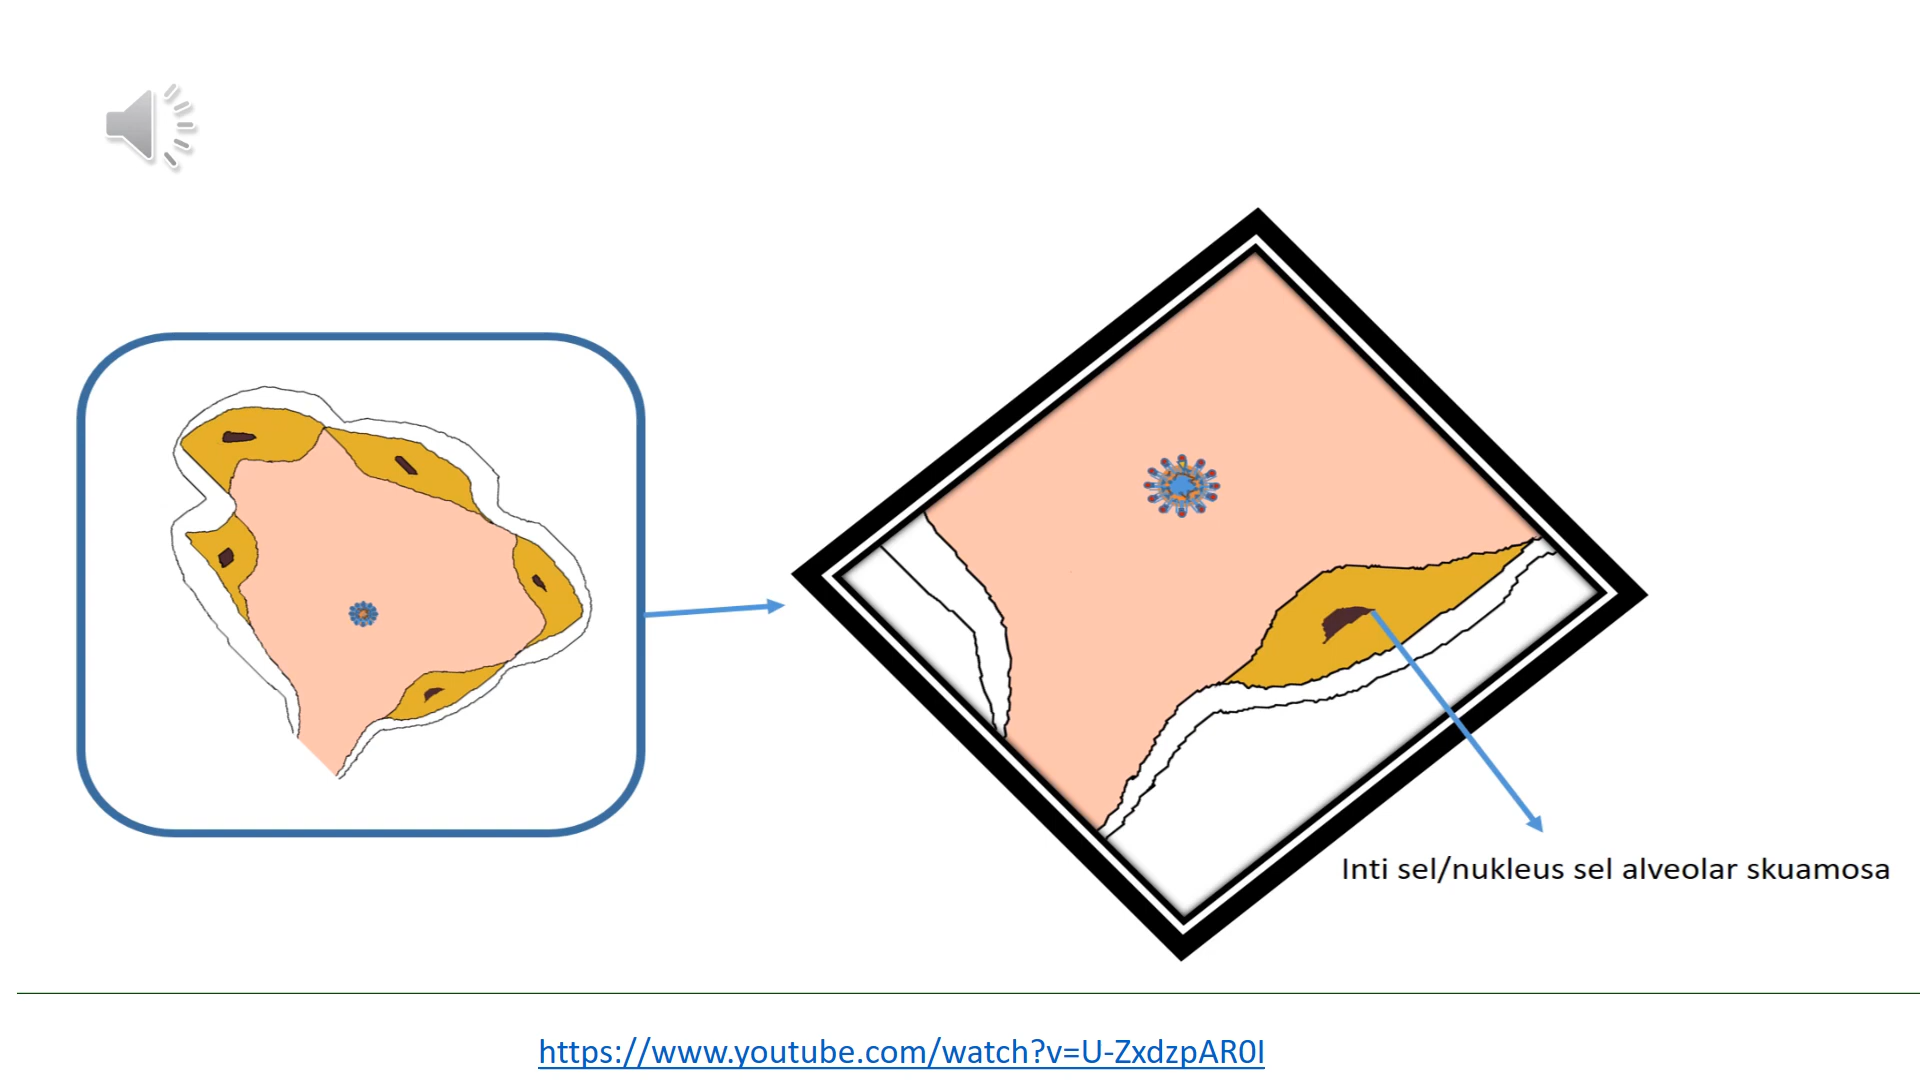 Inti sel/nukleus sel alveolar skuamosa
https://www.youtube.com/watch?v=U-ZxdzpAR0I